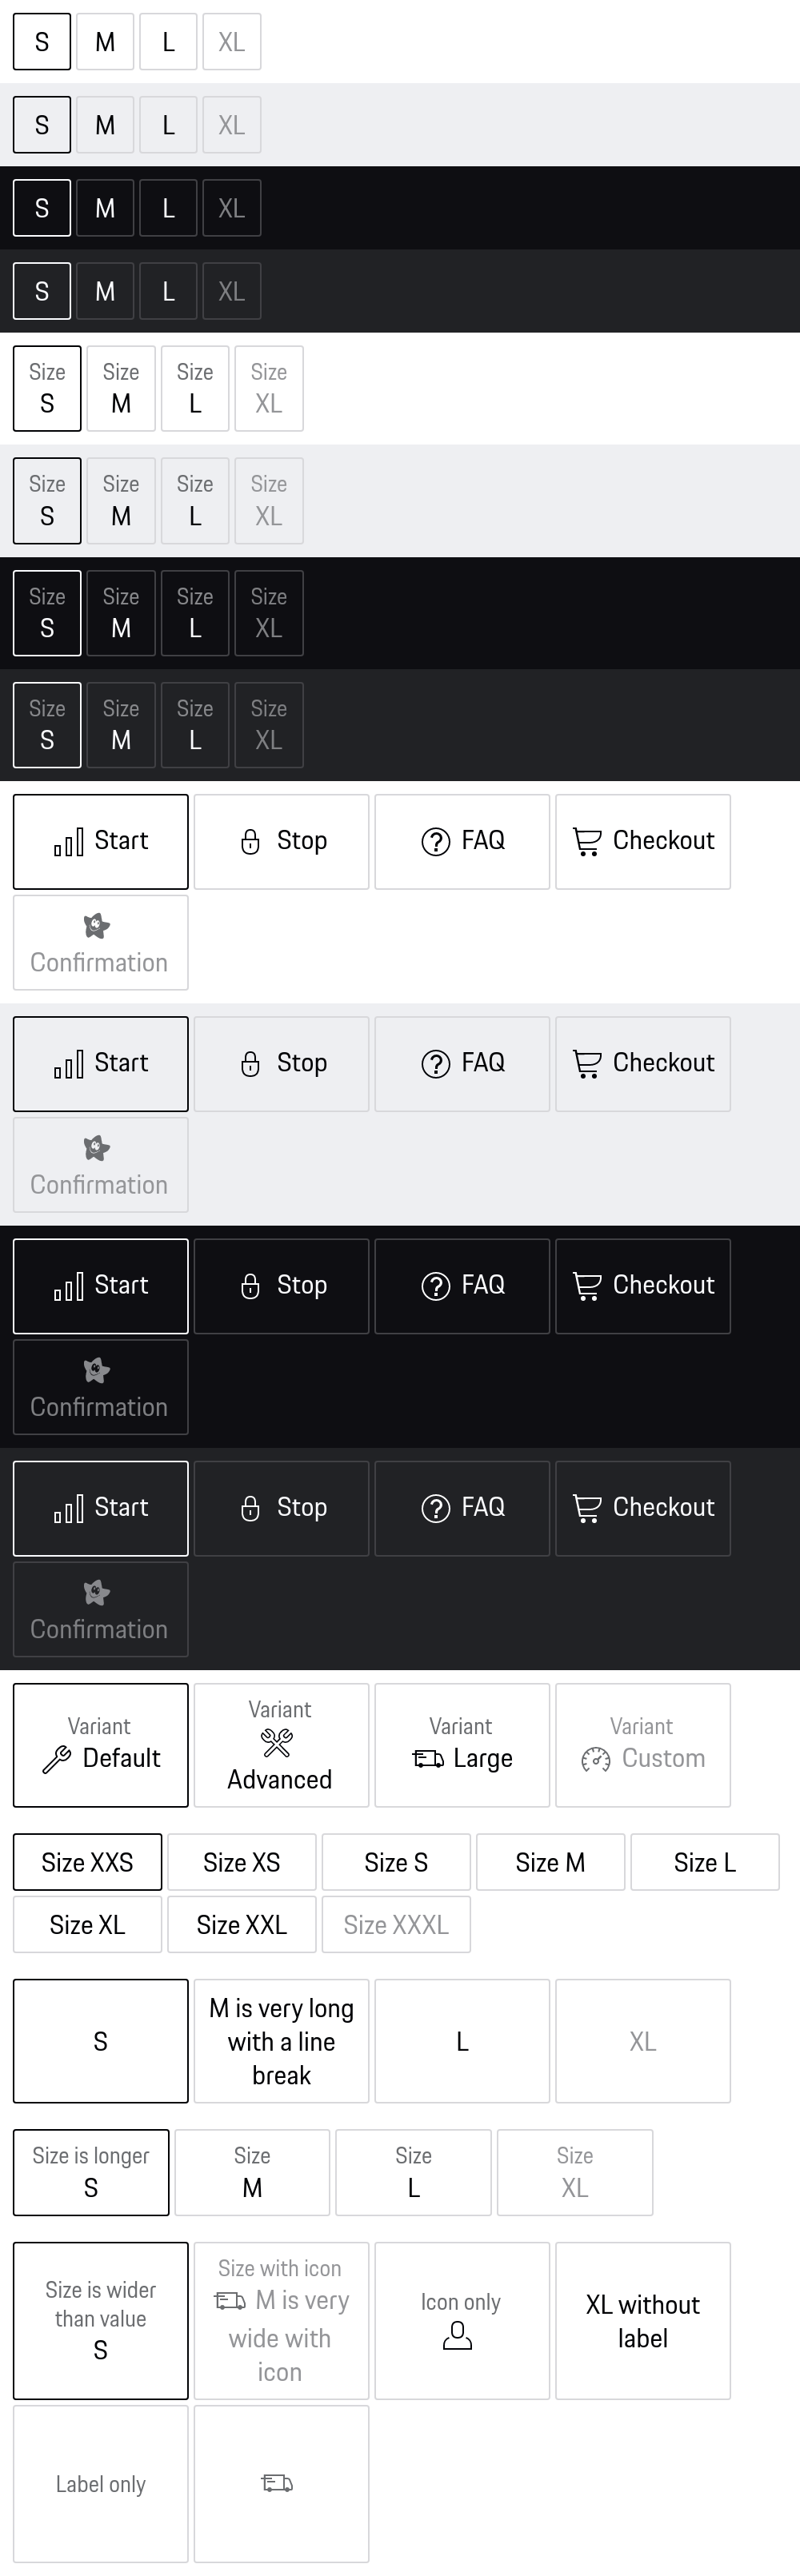 S M L XL
S M L XL
S M L XL
S M L XL
Size Size Size Size
S M L XL
Size Size Size Size
S M L XL
Size Size Size Size
S M L XL
Size Size Size Size
S M L XL
Start Stop FAQ Checkout
Confirmation
Start Stop FAQ Checkout
Confirmation
Start Stop FAQ Checkout
Confirmation
Start Stop FAQ Checkout
Confirmation
Variant
Default
Variant
Advanced
Variant
Large
Variant
Custom
Size XXS Size XS Size S Size M Size L
Size XL Size XXL Size XXXL
S
M is very long
with a line
break
L
XL
Size is longer
S
Size
M
Size
L
Size
XL
Size is wider
than value
S
Size with icon
M is very
wide with
icon
Icon only
XL without
label
Label only